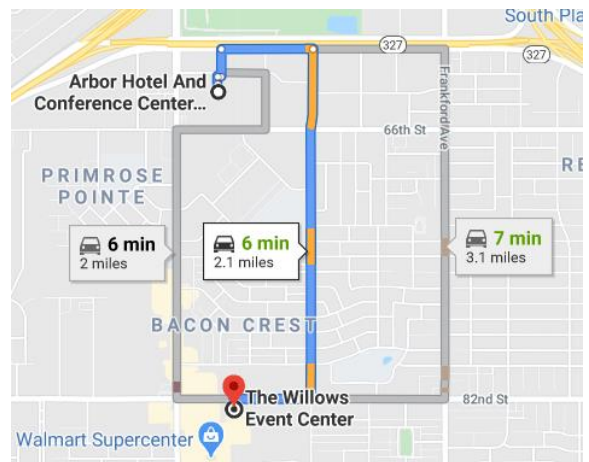 South Pla
327
327
Arbor Hotel And
Conference Center...
Frankford Ave
66th St
PRIMROSE
POINTE
RE
6 min
2 miles
6 min
2.1 miles
7 min
3.1 miles
BACON CREST
The Willows
Event Center
82nd St
Walmart Supercenter